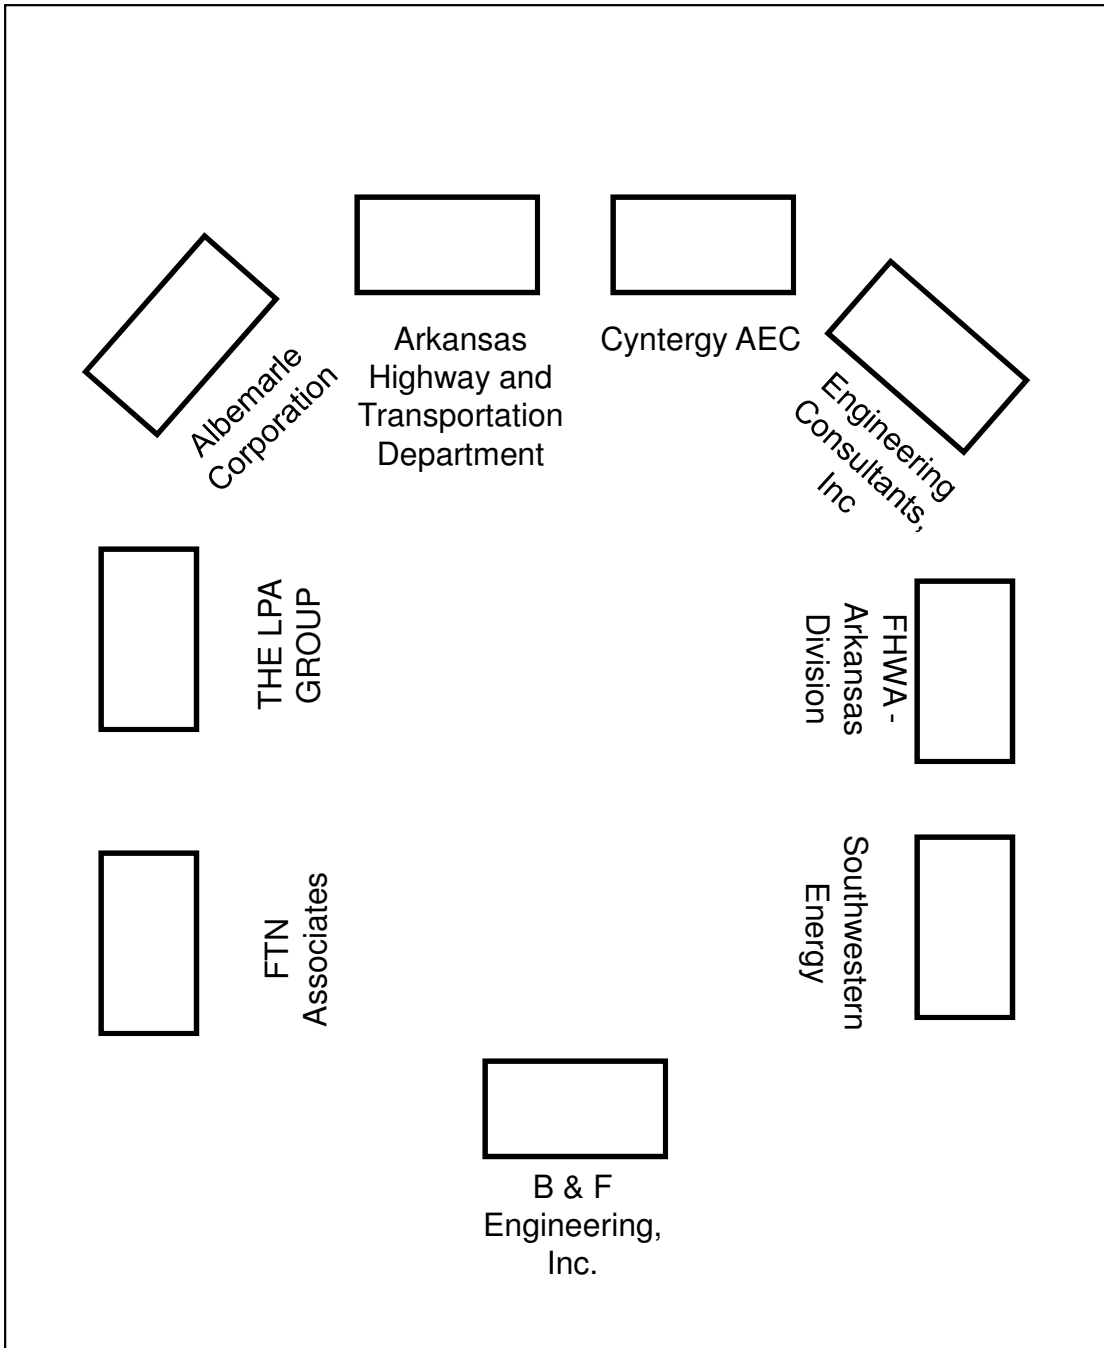 Albemarle
Corporation
Arkansas
Highway and
Transportation
Department
Cyntergy AEC
Engineering
Consultants,
Inc
THE LPA
GROUP
FHWA -
Arkansas
Division
FTN
Associates
Southwestern
Energy
B & F
Engineering,
Inc.